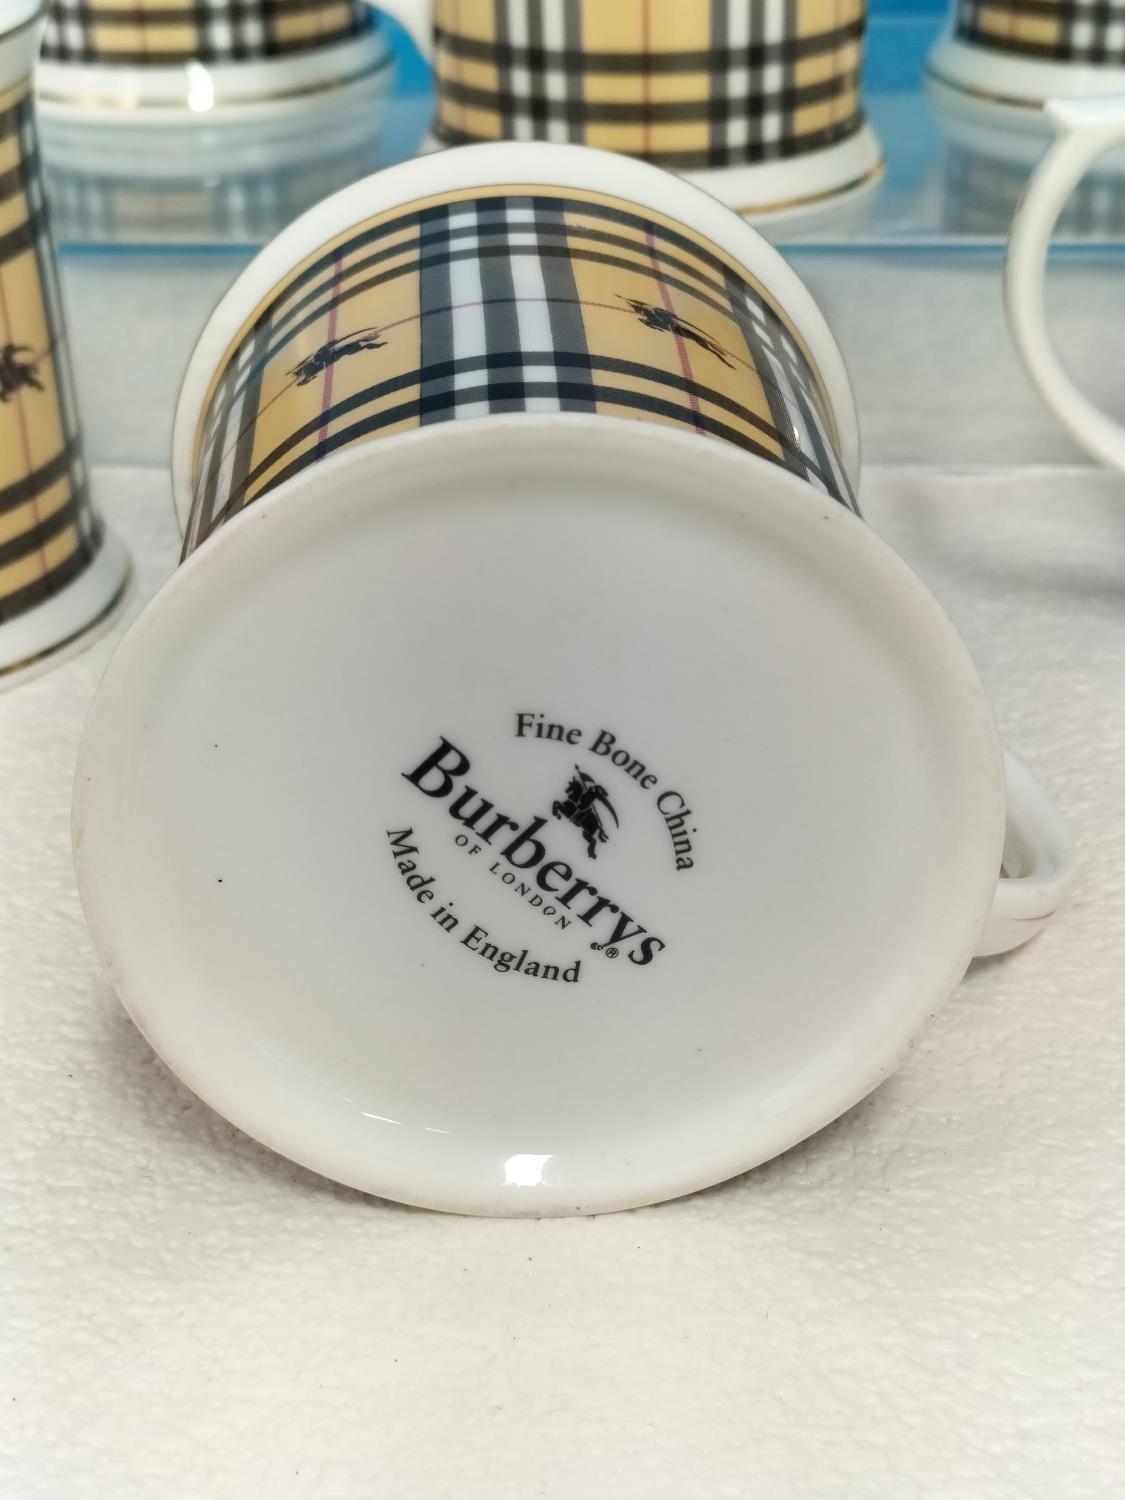 Fine Bone China
Burberrys
®
OF LONDON
Made in England